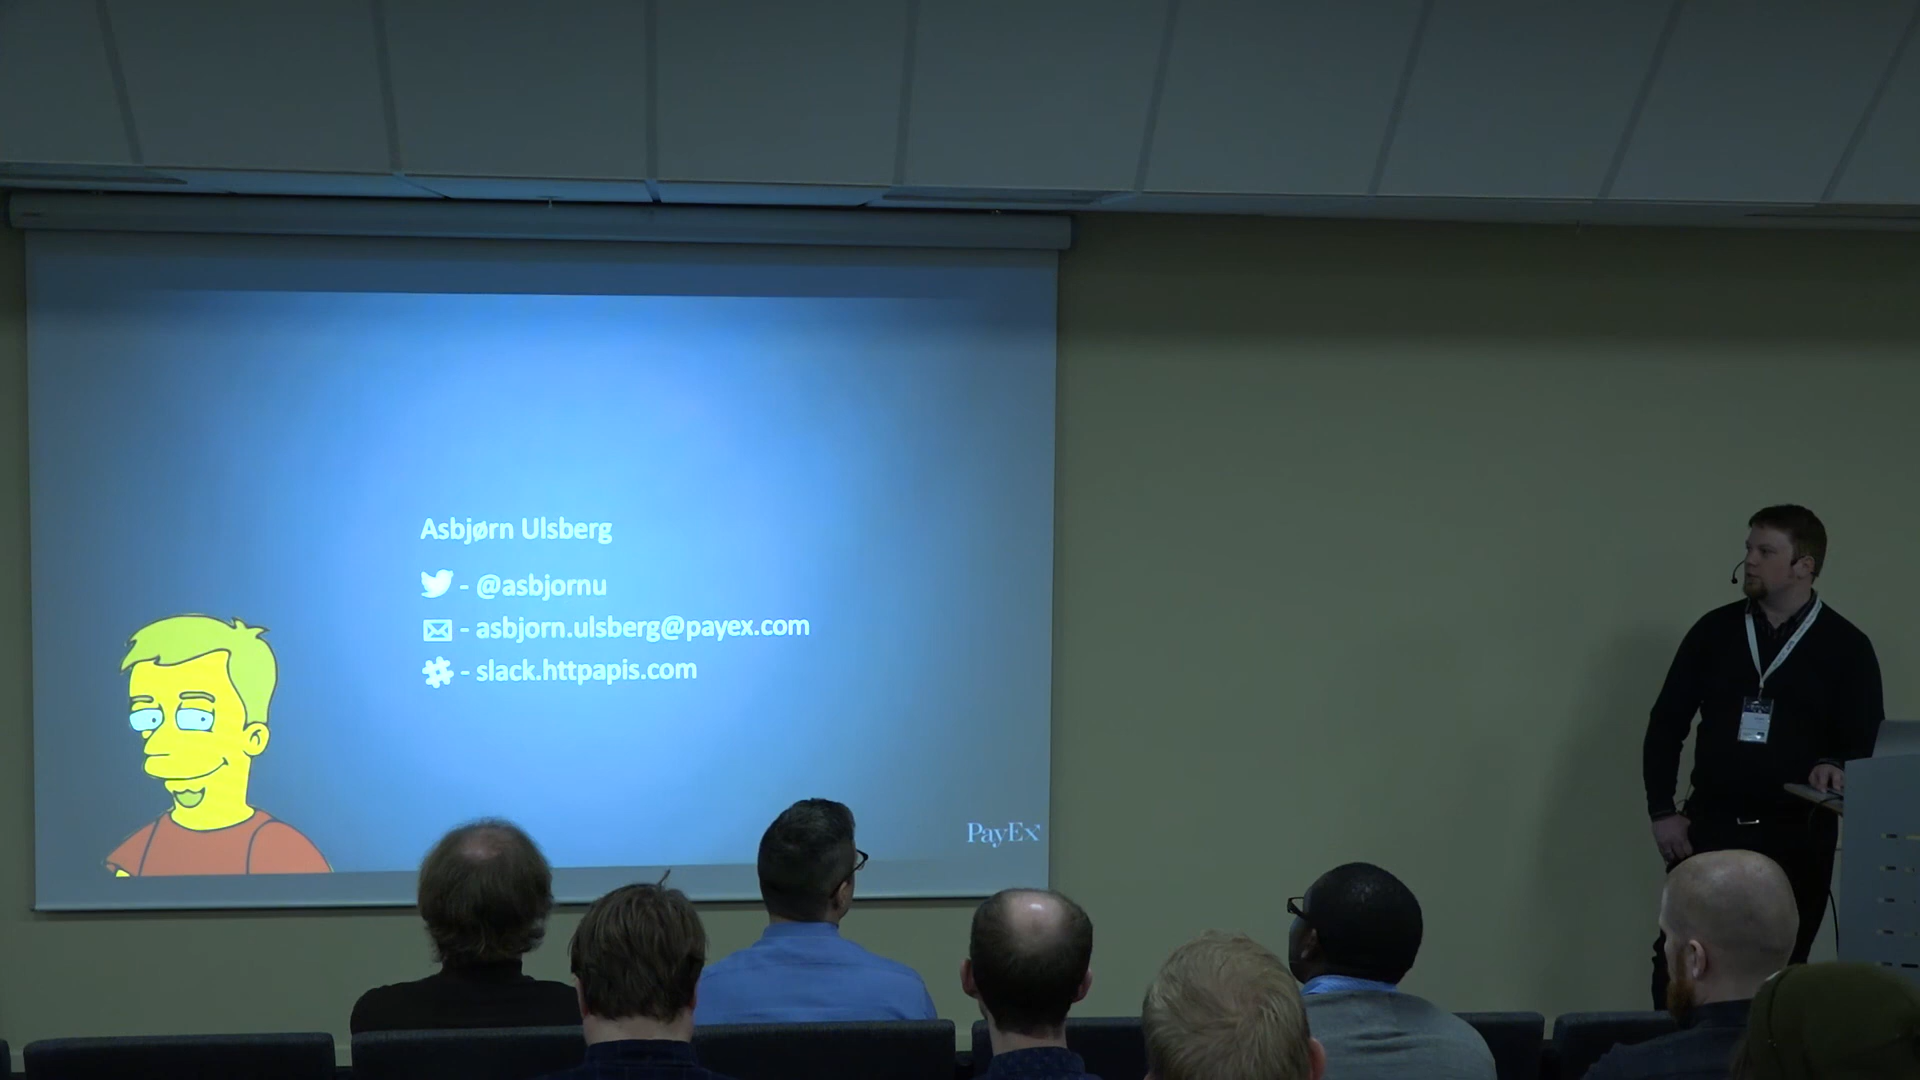 Asbjørn Ulsberg
- @asbjornu
- asbjorn.ulsberg@payex.com
- slack.httpapis.com
PayEx